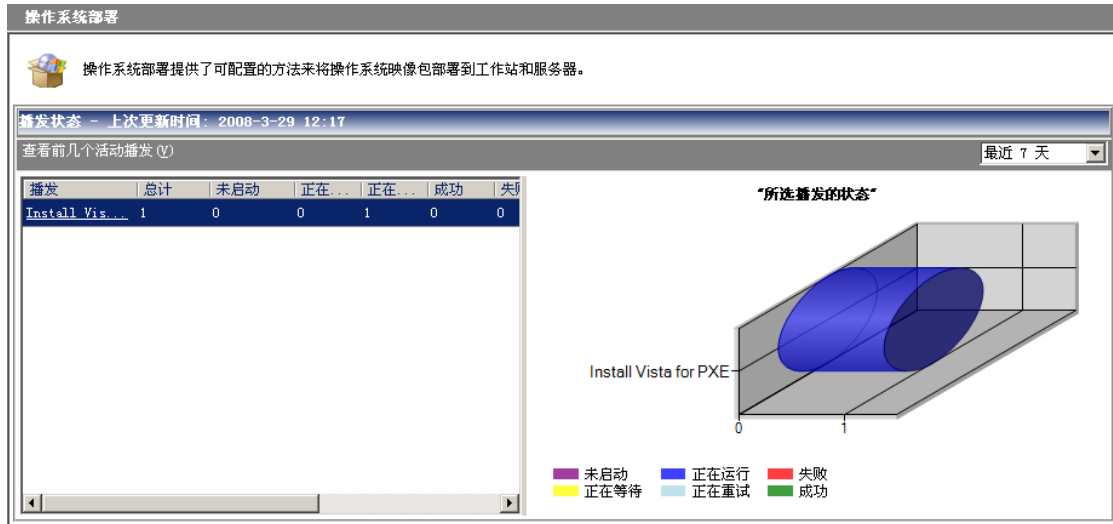 操作系统部署
操作系统部署提供了可配置的方法来将操作系统映像包部署到工作站和服务器。
播发状态 - 上次更新时间: 2008-3-29 12:17
查看前几个活动播发(V)
最近 7 天
播发 总计 未启动 正在... 正在... 成功 失败
Install Vis... 1 0 0 1 0 0
"所选播发的状态"
Install Vista for PXE
0 1
未启动 正在运行 失败
正在等待 正在重试 成功